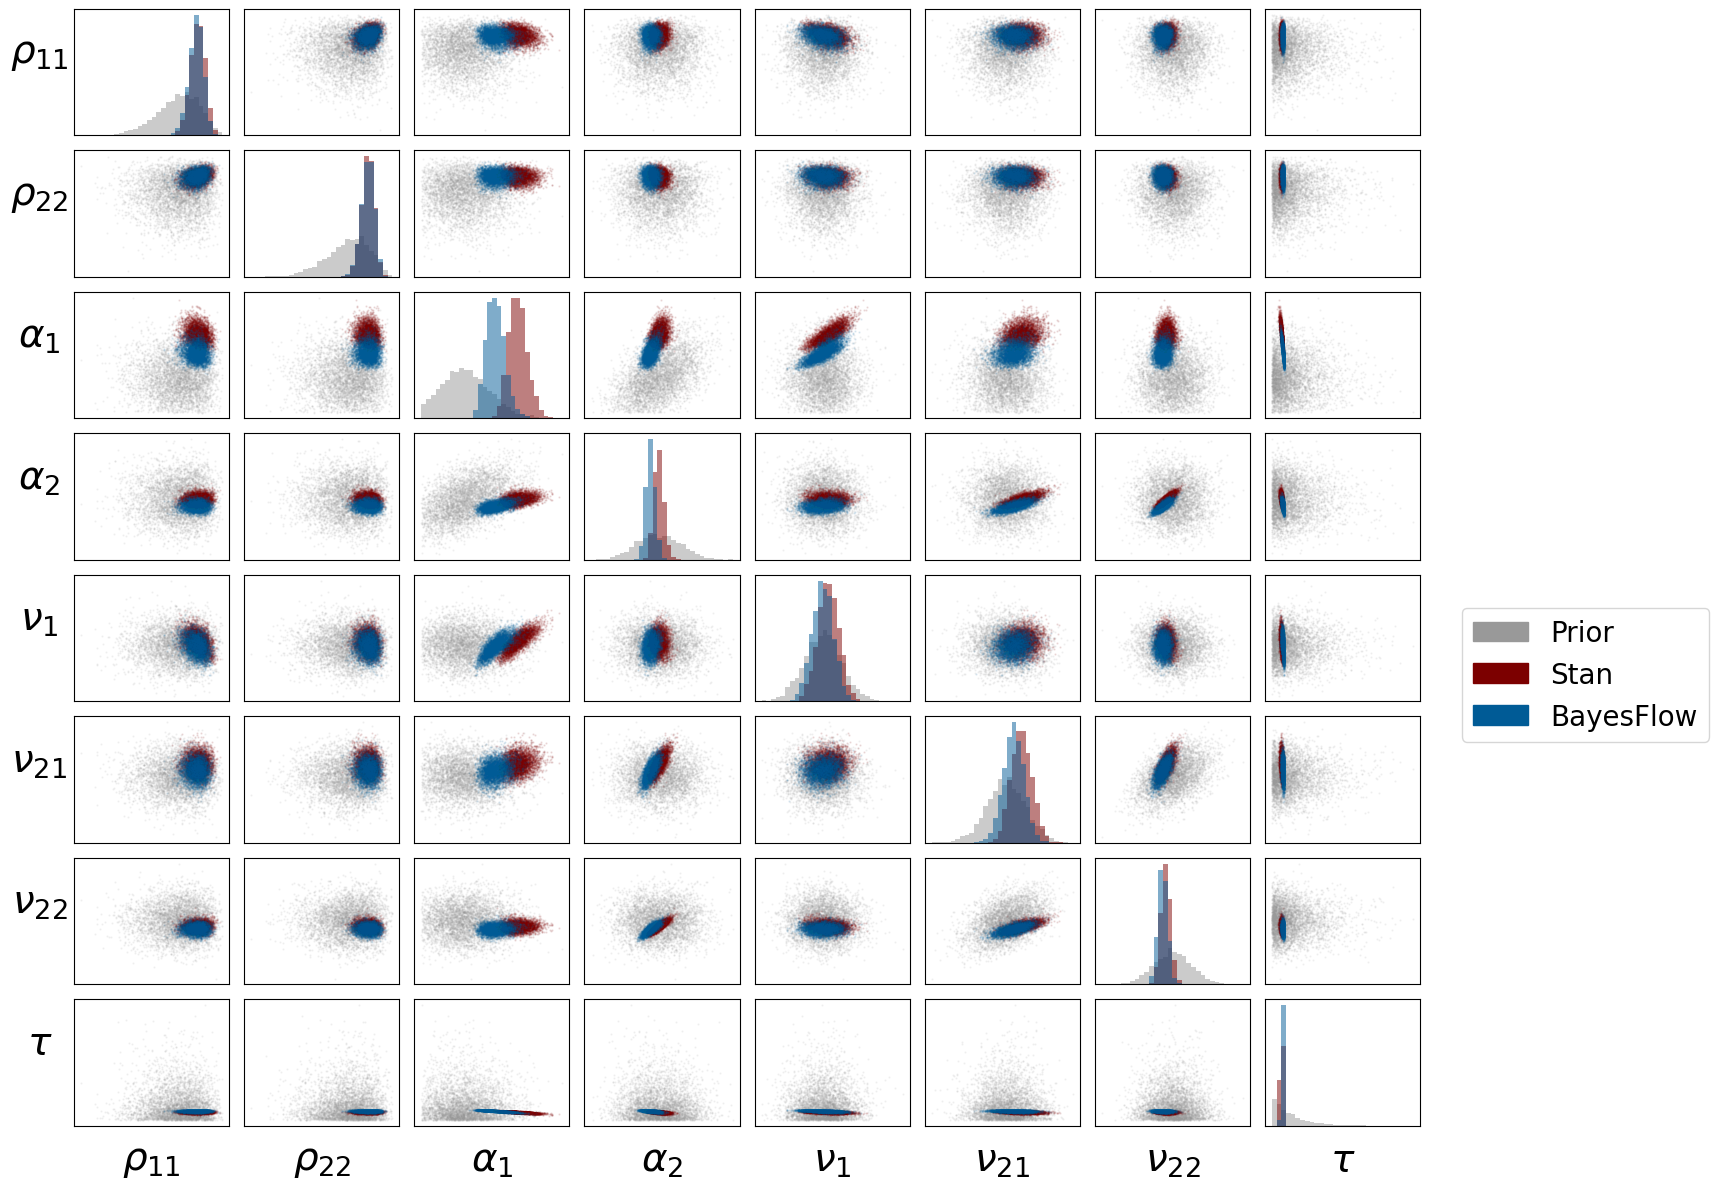 ρ₁₁
ρ₂₂
α₁
α₂
ν₁
ν₂₁
ν₂₂
τ
Prior
Stan
BayesFlow
ρ₁₁ ρ₂₂ α₁ α₂ ν₁ ν₂₁ ν₂₂ τ